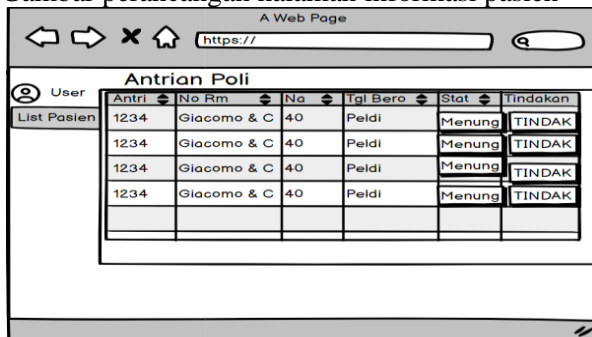 Gambar perancangan halaman informasi pasien
A Web Page
https://
User
List Pasien
Antrian Poli
Antri No Rm Na Tgl Bero Stat Tindakan
1234 Giacomo & C 40 Peldi Menung TINDAK
1234 Giacomo & C 40 Peldi Menung TINDAK
1234 Giacomo & C 40 Peldi Menung TINDAK
1234 Giacomo & C 40 Peldi Menung TINDAK